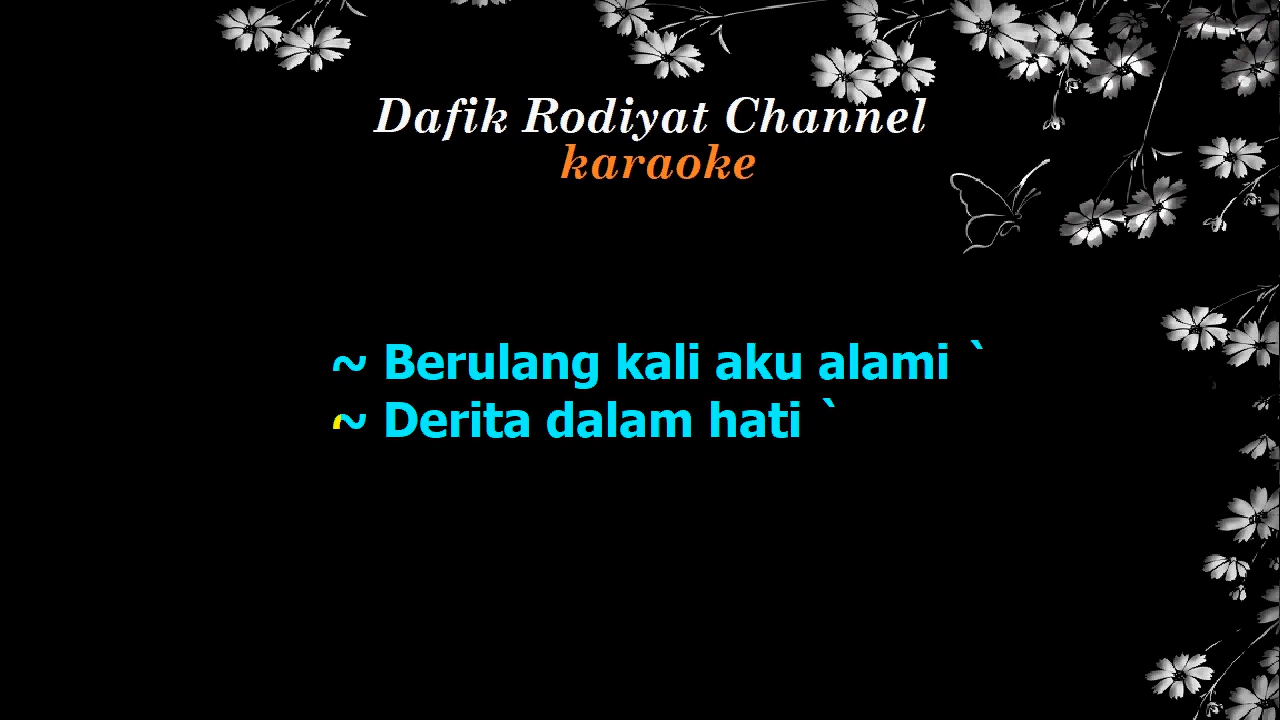 Dafik Rodiyat Channel
karaoke
~ Berulang kali aku alami `
~ Derita dalam hati `